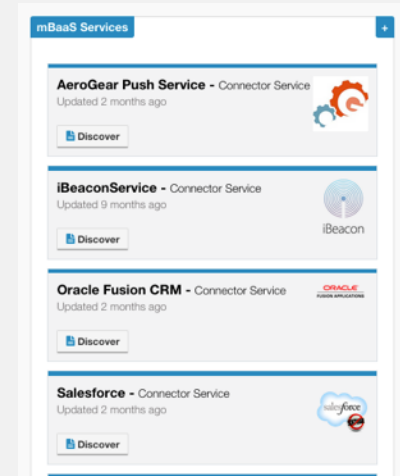 mBaaS Services
+
AeroGear Push Service - Connector Service
Updated 2 months ago
Discover
iBeaconService - Connector Service
Updated 9 months ago
iBeacon
Discover
Oracle Fusion CRM - Connector Service
ORACLE
FUSION APPLICATIONS
Updated 2 months ago
Discover
Salesforce - Connector Service
Updated 2 months ago
salesforce
Discover